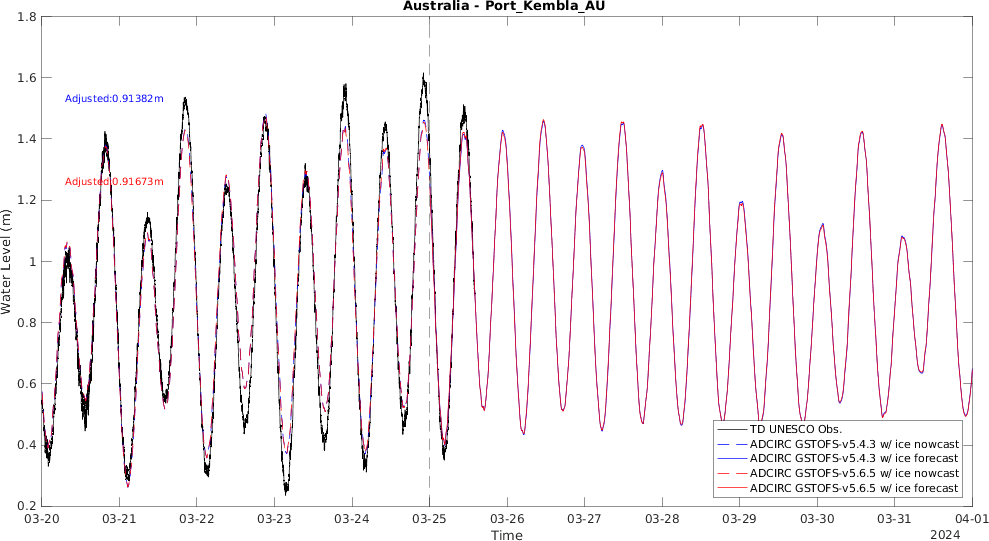 Australia - Port_Kembla_AU
1.8
1.6
1.4
1.2
1
0.8
0.6
0.4
0.2
Water Level (m)
Adjusted:0.91382m
Adjusted:0.91673m
TD UNESCO Obs.
ADCIRC GSTOFS-v5.4.3 w/ ice nowcast
ADCIRC GSTOFS-v5.4.3 w/ ice forecast
ADCIRC GSTOFS-v5.6.5 w/ ice nowcast
ADCIRC GSTOFS-v5.6.5 w/ ice forecast
03-20 03-21 03-22 03-23 03-24 03-25 03-26 03-27 03-28 03-29 03-30 03-31 04-01
Time
2024